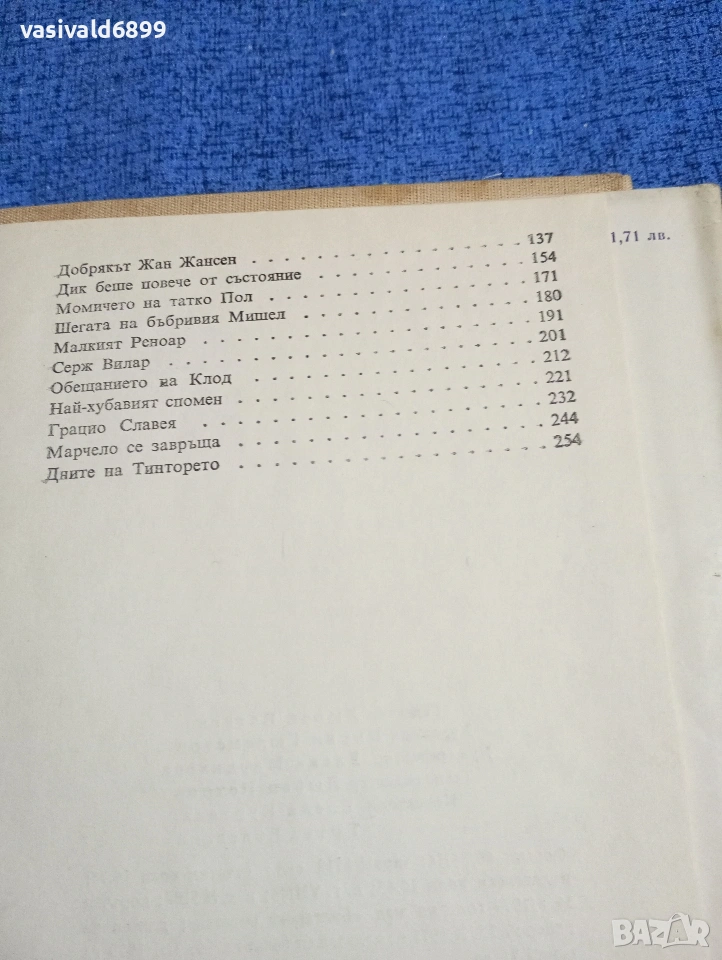 vasivald6899
Добрякът Жан Жансен . . . . . . . . . . . . . . . . 137
Дик беше повече от състояние . . . . . . . . . . . . 154
Момичето на татко Пол . . . . . . . . . . . . . . . 171
Шегата на бъбривия Мишел . . . . . . . . . . . . . 180
Малкият Реноар . . . . . . . . . . . . . . . . . . . 191
Серж Вилар . . . . . . . . . . . . . . . . . . . . . 201
Обещанието на Клод . . . . . . . . . . . . . . . . . 212
Най-хубавият спомен . . . . . . . . . . . . . . . . . 221
Грацио Славея . . . . . . . . . . . . . . . . . . . . 232
Марчело се завръща . . . . . . . . . . . . . . . . . 244
Дните на Тинторето . . . . . . . . . . . . . . . . . 254
1,71 лв.
BAZAR